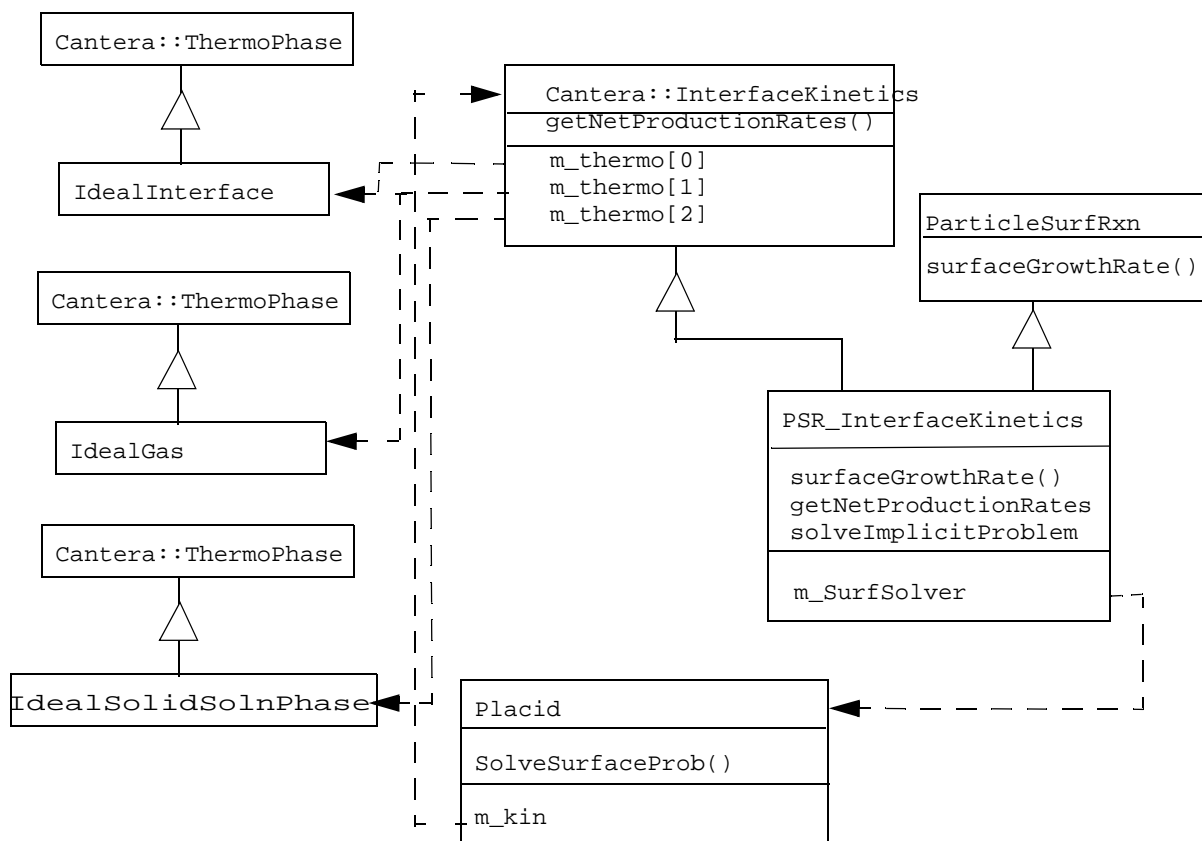 Cantera::ThermoPhase
IdealInterface
Cantera::ThermoPhase
IdealGas
Cantera::ThermoPhase
IdealSolidSolnPhase
Cantera::InterfaceKinetics
getNetProductionRates()
m_thermo[0]
m_thermo[1]
m_thermo[2]
ParticleSurfRxn
surfaceGrowthRate()
PSR_InterfaceKinetics
surfaceGrowthRate()
getNetProductionRates
solveImplicitProblem
m_SurfSolver
Placid
SolveSurfaceProb()
m_kin